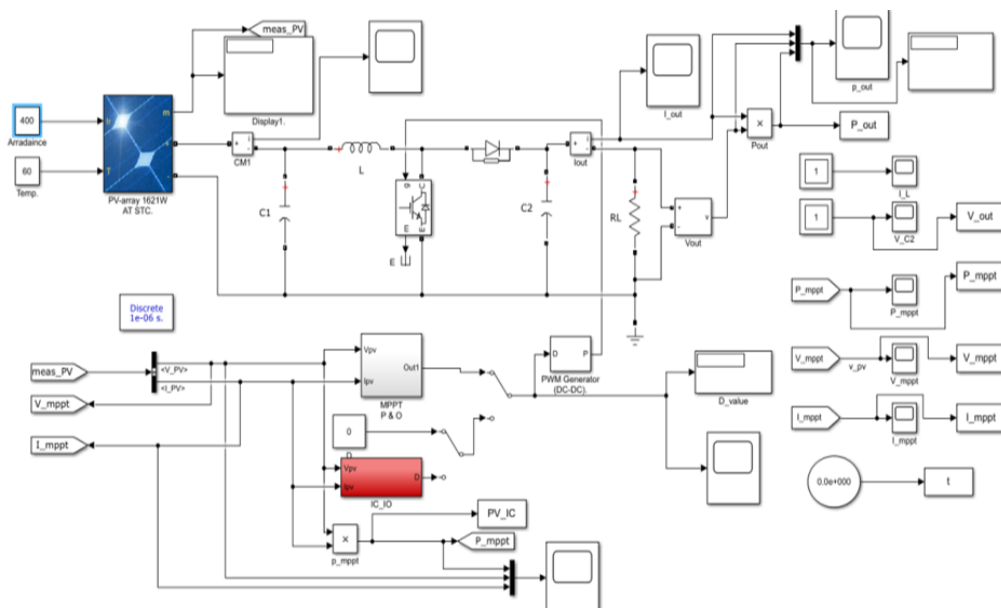 meas_PV
Display1.
400
Arradaince
60
Temp.
m
PV-array 1621W
AT STC.
CM1
L
C1
g
C
E
E
C2
Iout
RL
I_out
p_out
Pout
P_out
Vout
v
1
I_L
1
V_C2
V_out
Discrete
1e-06 s.
P_mppt
P_mppt
P_mppt
V_mppt
v_pv
V_mppt
V_mppt
I_mppt
I_mppt
I_mppt
meas_PV
<V_PV>
<I_PV>
V_mppt
I_mppt
Vpv
Ipv
Out1
MPPT
P & O
D
P
PWM Generator
(DC-DC).
D_value
0
D
Vpv
Ipv
D
IC_IO
PV_IC
P_mppt
p_mppt
0.0e+000
t